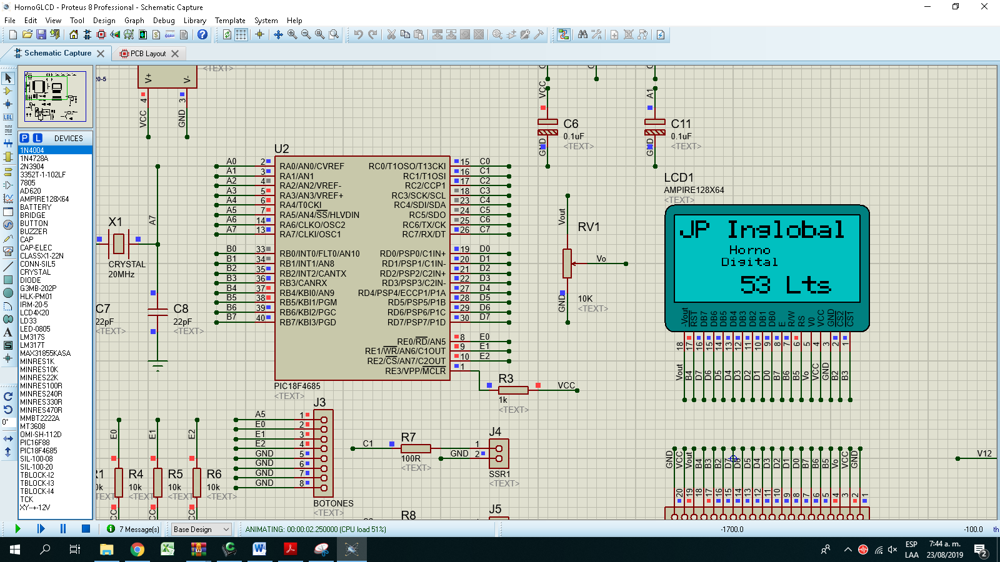 HornoGLCD - Proteus 8 Professional - Schematic Capture
File Edit View Tool Design Graph Debug Library Template System Help
Schematic Capture
PCB Layout
DEVICES
P L
1N4004
1N4728A
2N3904
3352T-1-102LF
7805
AD620
AMPIRE128X64
BATTERY
BRIDGE
BUTTON
BUZZER
CAP
CAP-ELEC
CLASSX1-22N
CONN-SIL5
CRYSTAL
DIODE
G3MB-202P
HLK-PM01
IRM-20-5
LCD4X20
LD33
LED-0805
LM317S
LM317T
MAX31855KASA
MINRES1K
MINRES10K
MINRES22K
MINRES100R
MINRES240R
MINRES330R
MINRES470R
MMBT2222A
MT3608
OMI-SH-112D
PIC16F88
PIC18F4685
SIL-100-08
SIL-100-20
TBLOCK-I2
TBLOCK-I3
TBLOCK-I4
TCK
XY--+-12V
0°
20-5
<TEXT>
V+ V-
4 3
VCC GND
X1
CRYSTAL
20MHz
A7
C7
22pF
<TEXT>
C8
22pF
<TEXT>
U2
A0 2 RA0/AN0/CVREF RC0/T1OSO/T13CKI 15 C0
A1 3 RA1/AN1 RC1/T1OSI 16 C1
A2 4 RA2/AN2/VREF- RC2/CCP1 17 C2
A3 5 RA3/AN3/VREF+ RC3/SCK/SCL 18 C3
A4 6 RA4/T0CKI RC4/SDI/SDA 23 C4
A5 7 RA5/AN4/SS/HLVDIN RC5/SDO 24 C5
A6 14 RA6/CLKO/OSC2 RC6/TX/CK 25 C6
A7 13 RA7/CLKI/OSC1 RC7/RX/DT 26 C7
B0 33 RB0/INT0/FLT0/AN10 RD0/PSP0/C1IN+ 19 D0
B1 34 RB1/INT1/AN8 RD1/PSP1/C1IN- 20 D1
B2 35 RB2/INT2/CANTX RD2/PSP2/C2IN+ 21 D2
B3 36 RB3/CANRX RD3/PSP3/C2IN- 22 D3
B4 37 RB4/KBI0/AN9 RD4/PSP4/ECCP1/P1A 27 D4
B5 38 RB5/KBI1/PGM RD5/PSP5/P1B 28 D5
B6 39 RB6/KBI2/PGC RD6/PSP6/P1C 29 D6
B7 40 RB7/KBI3/PGD RD7/PSP7/P1D 30 D7
RE0/RD/AN5 8 E0
RE1/WR/AN6/C1OUT 9 E1
RE2/CS/AN7/C2OUT 10 E2
RE3/VPP/MCLR 1
PIC18F4685
<TEXT>
R3
1k
<TEXT>
VCC
VCC
C6
0.1uF
<TEXT>
GND
A1
C11
0.1uF
<TEXT>
GND
Vout
RV1
Vo
10K
<TEXT>
GND
LCD1
AMPIRE128X64
<TEXT>
JP Inglobal
Horno
Digital
53 Lts
-Vout RST DB7 DB6 DB5 DB4 DB3 DB2 DB1 DB0 E R/W RS V0 VCC GND CS2 CS1
18 17 16 15 14 13 12 11 10 9 8 7 6 5 4 3 2 1
Vout B4 D7 D6 D5 D4 D3 D2 D1 D0 B7 B6 B5 Vo VCC GND B2 B3
E0 E1 E2
R1
10k
<TEXT>
R4
10k
R5
10k
R6
10k
<TEXT>
J3
A5 1
E0 2
E1 3
E2 4
GND 5
GND 6
GND 7
GND 8
BOTONES
<TEXT>
C1
R7
100R
<TEXT>
GND
J4
1
2
SSR1
<TEXT>
J5
R8
GND VCC Vout B4 B3 B2 B1 D7 D6 D5 D4 D3 D2 D1 D0 B7 B6 B5 Vo VCC GND
20 19 18 17 16 15 14 13 12 11 10 9 8 7 6 5 4 3 2 1
V12
7 Message(s)
Base Design
ANIMATING: 00:00:02.250000 (CPU load 51%)
-1700.0
-100.0
th
ESP
LAA
7:44 a. m.
23/08/2019
2